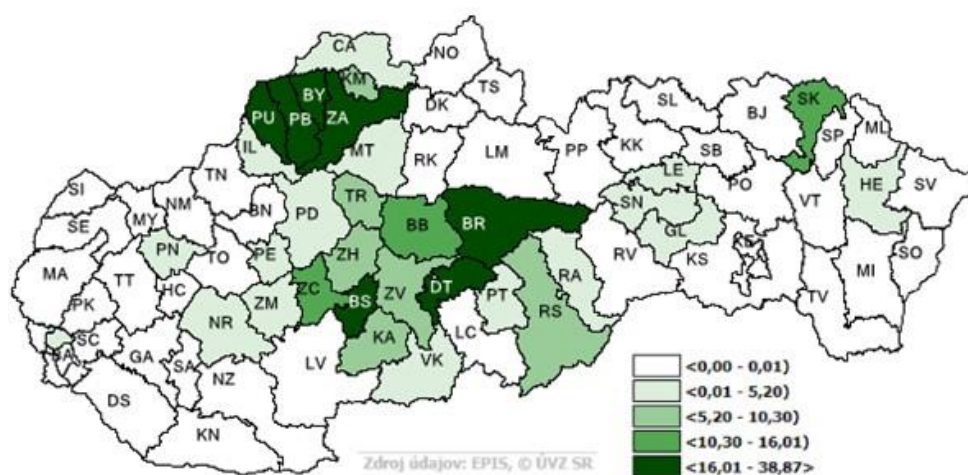 CA
NO
KM
TS
BY
PU
PB
ZA
DK
SL
BJ
SK
ML
SP
IL
MT
RK
LM
PP
KK
SB
LE
PO
HE
SV
TN
SI
NM
BN
PD
TR
SN
VT
SE
MY
BB
BR
GL
PN
TO
PE
ZH
RV
KS
KE
SO
MA
TT
HC
ZM
ZC
BS
ZV
DT
PT
RA
MI
TV
PK
NR
KA
LC
RS
SC
BA
GA
SA
LV
VK
NZ
DS
KN
<0,00 - 0,01)
<0,01 - 5,20)
<5,20 - 10,30)
<10,30 - 16,01)
<16,01 - 38,87>
Zdroj údajov: EPIS, © ÚVZ SR